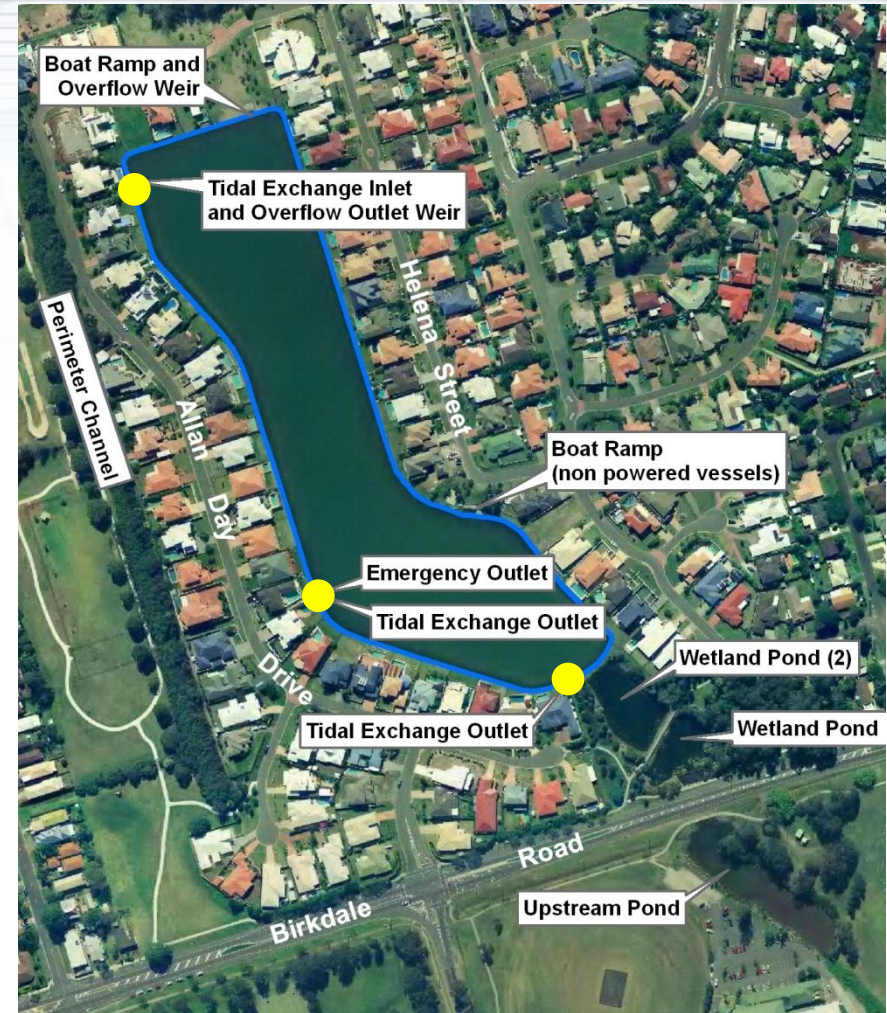 Boat Ramp and
Overflow Weir
Tidal Exchange Inlet
and Overflow Outlet Weir
Helena Street
Perimeter Channel
Allan Day Drive
Boat Ramp
(non powered vessels)
Emergency Outlet
Tidal Exchange Outlet
Wetland Pond (2)
Tidal Exchange Outlet
Wetland Pond
Birkdale Road
Upstream Pond